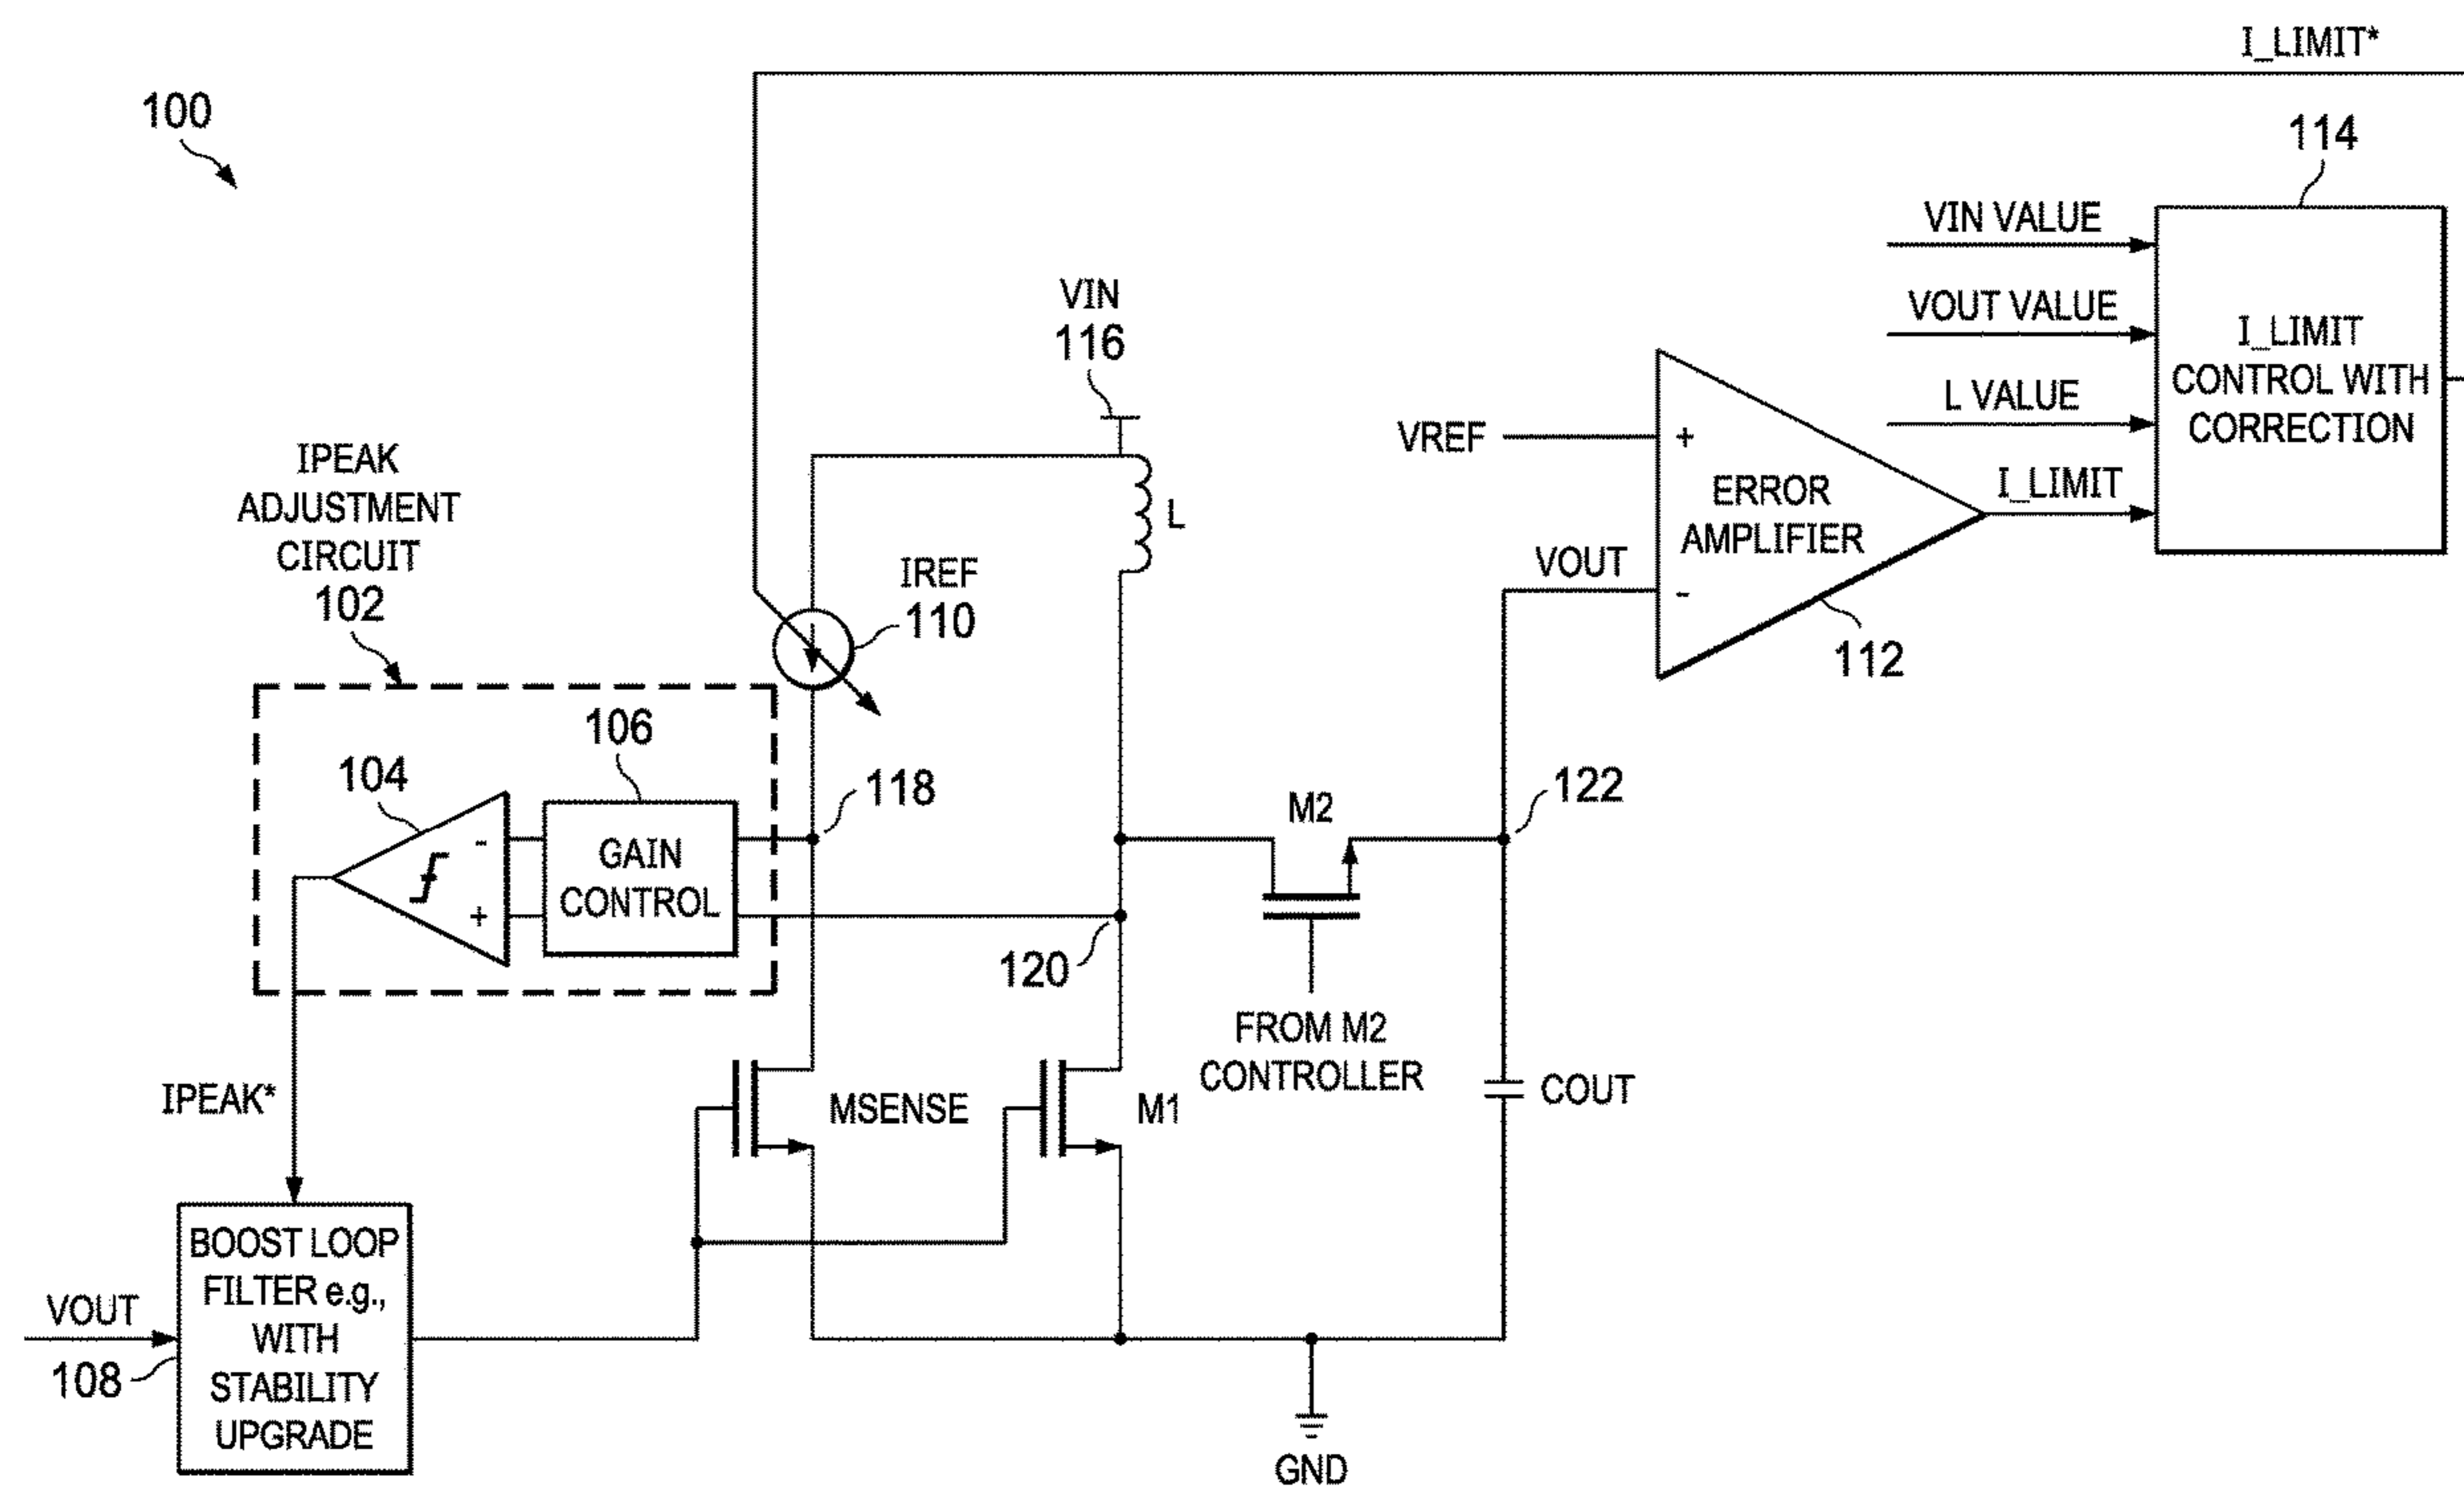 I_LIMIT*
100
114
VIN VALUE
VOUT VALUE
L VALUE
I_LIMIT
I_LIMIT
CONTROL WITH
CORRECTION
VIN
116
VREF
+
ERROR
AMPLIFIER
VOUT
-
112
L
IPEAK
ADJUSTMENT
CIRCUIT
102
IREF
110
106
104
118
-
+
GAIN
CONTROL
120
M2
122
FROM M2
CONTROLLER
IPEAK*
MSENSE
M1
COUT
BOOST LOOP
FILTER e.g.,
WITH
STABILITY
UPGRADE
VOUT
108
GND